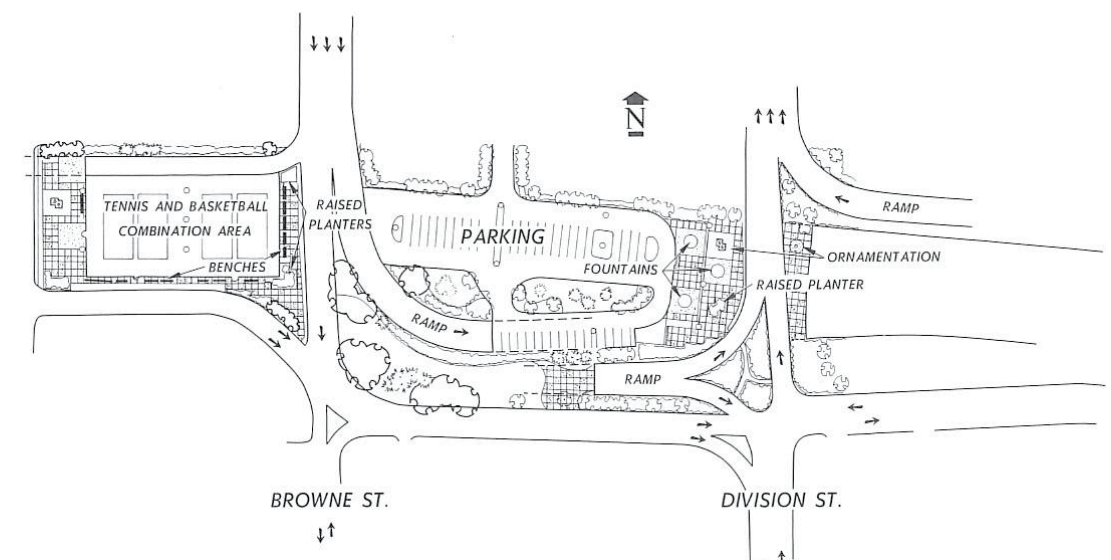 N
TENNIS AND BASKETBALL
COMBINATION AREA
RAISED
PLANTERS
BENCHES
PARKING
RAMP
FOUNTAINS
ORNAMENTATION
RAISED PLANTER
RAMP
RAMP
BROWNE ST.
DIVISION ST.